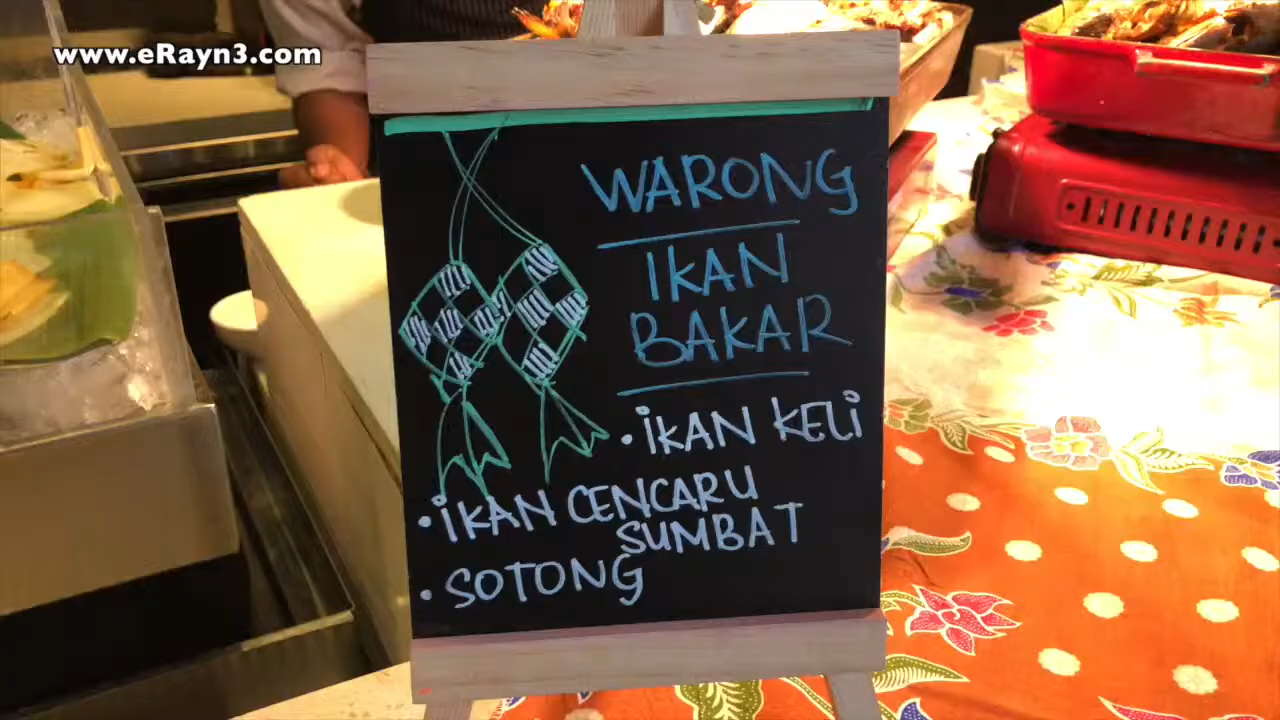 www.eRayn3.com
WARONG
IKAN
BAKAR
• iKAN KELi
• iKAN CENCARU
SUMBAT
• SOTONG